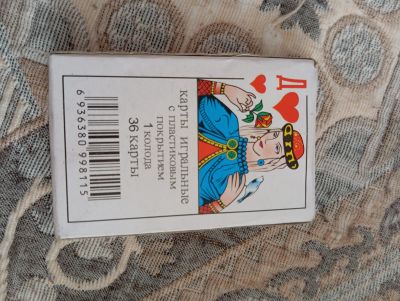 Д
карты игральные
с пластиковым
покрытием
1 колода
36 карты
6 936380 998115